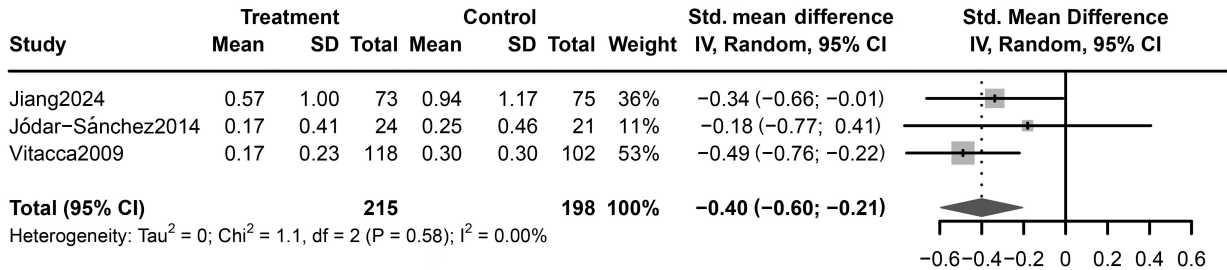 Treatment Control Std. mean difference Std. Mean Difference
Study Mean SD Total Mean SD Total Weight IV, Random, 95% CI IV, Random, 95% CI
Jiang2024 0.57 1.00 73 0.94 1.17 75 36% −0.34 (−0.66; −0.01)
Jódar−Sánchez2014 0.17 0.41 24 0.25 0.46 21 11% −0.18 (−0.77; 0.41)
Vitacca2009 0.17 0.23 118 0.30 0.30 102 53% −0.49 (−0.76; −0.22)
Total (95% CI) 215 198 100% −0.40 (−0.60; −0.21)
Heterogeneity: Tau² = 0; Chi² = 1.1, df = 2 (P = 0.58); I² = 0.00%
−0.6 −0.4 −0.2 0 0.2 0.4 0.6